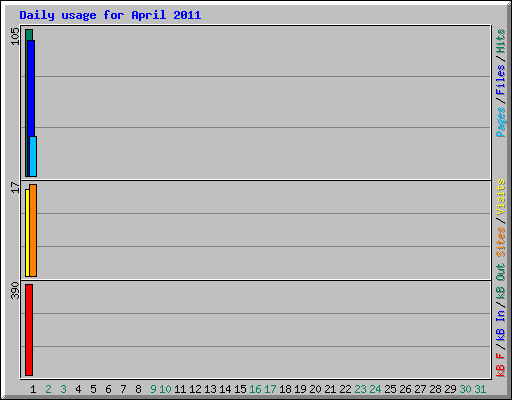 Daily usage for April 2011
105
Pages / Files / Hits
17
Sites / Visits
390
kB F / kB In / kB Out
1 2 3 4 5 6 7 8 9 10 11 12 13 14 15 16 17 18 19 20 21 22 23 24 25 26 27 28 29 30 31